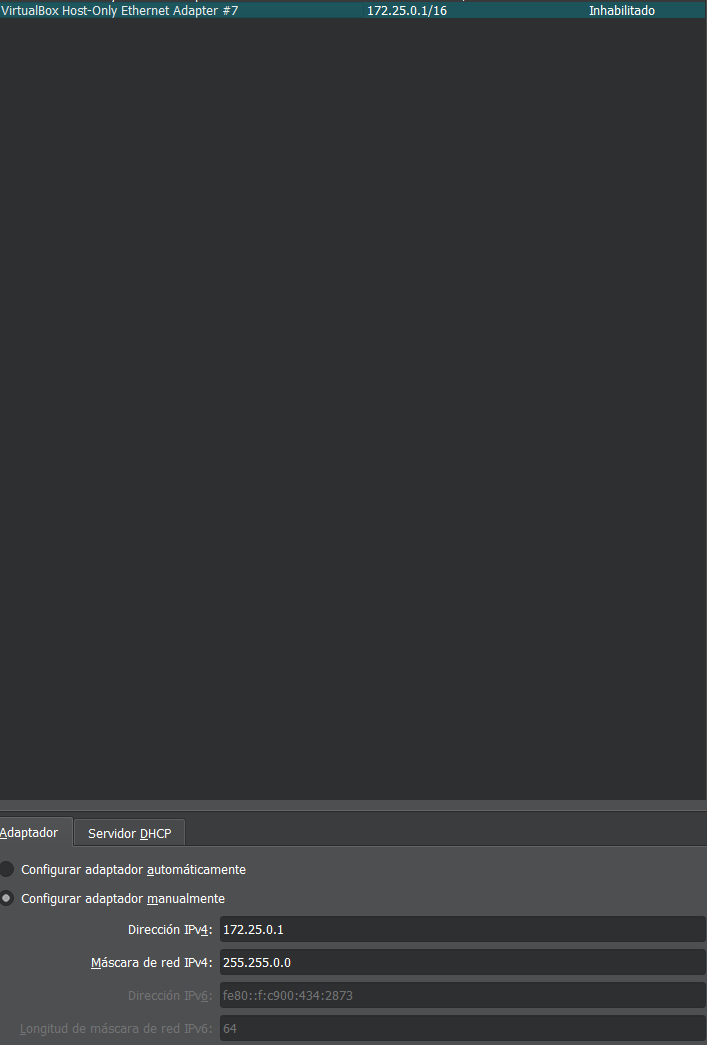 VirtualBox Host-Only Ethernet Adapter #7 172.25.0.1/16 Inhabilitado
Adaptador Servidor DHCP
Configurar adaptador automáticamente
Configurar adaptador manualmente
Dirección IPv4: 172.25.0.1
Máscara de red IPv4: 255.255.0.0
Dirección IPv6: fe80::f:c900:434:2873
Longitud de máscara de red IPv6: 64